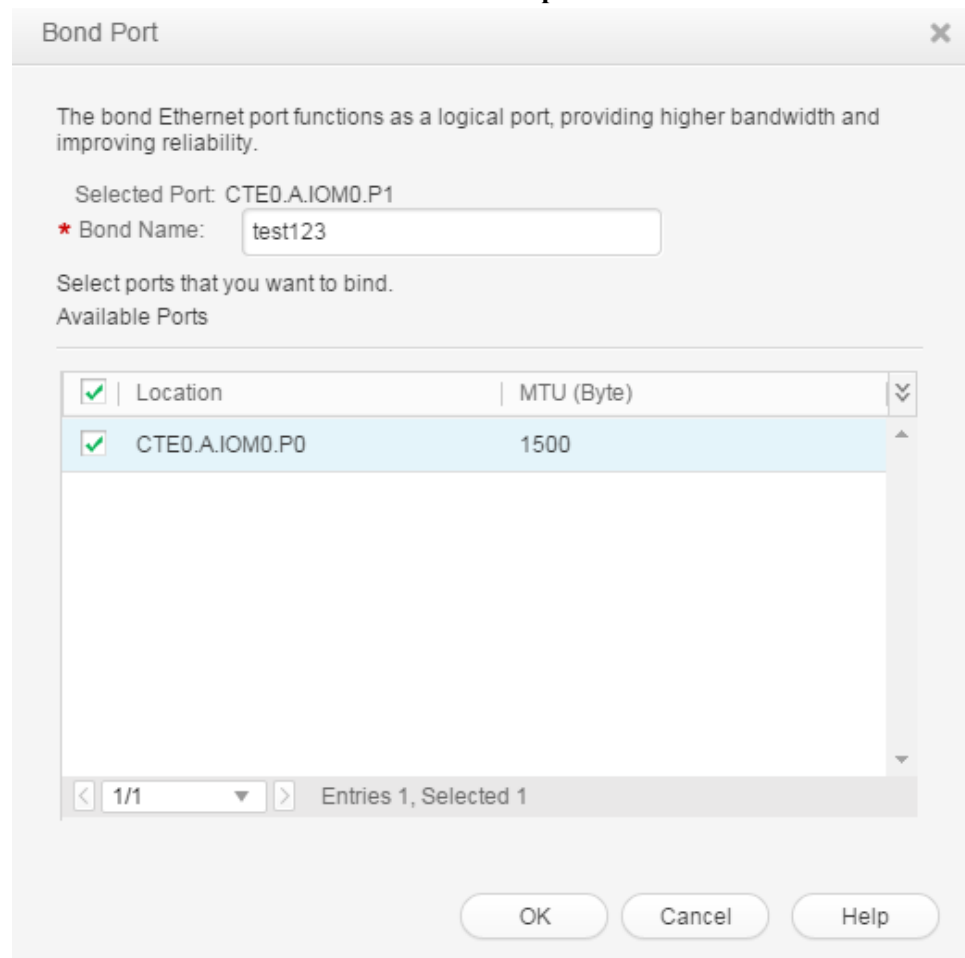 Bond Port
The bond Ethernet port functions as a logical port, providing higher bandwidth and
improving reliability.
Selected Port: CTE0.A.IOM0.P1
* Bond Name: test123
Select ports that you want to bind.
Available Ports
Location MTU (Byte)
CTE0.A.IOM0.P0 1500
1/1 Entries 1, Selected 1
OK Cancel Help